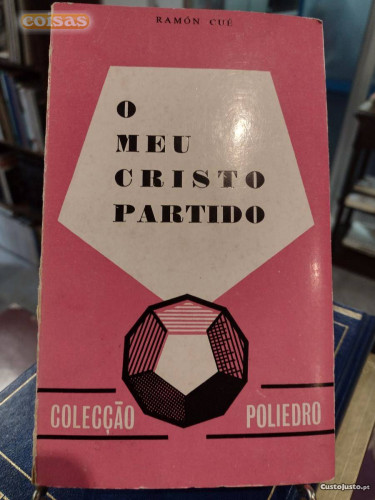 coisas
RAMÓN CUE
O
MEU
CRISTO
PARTIDO
COLECÇÃO POLIEDRO
CustoJusto.pt